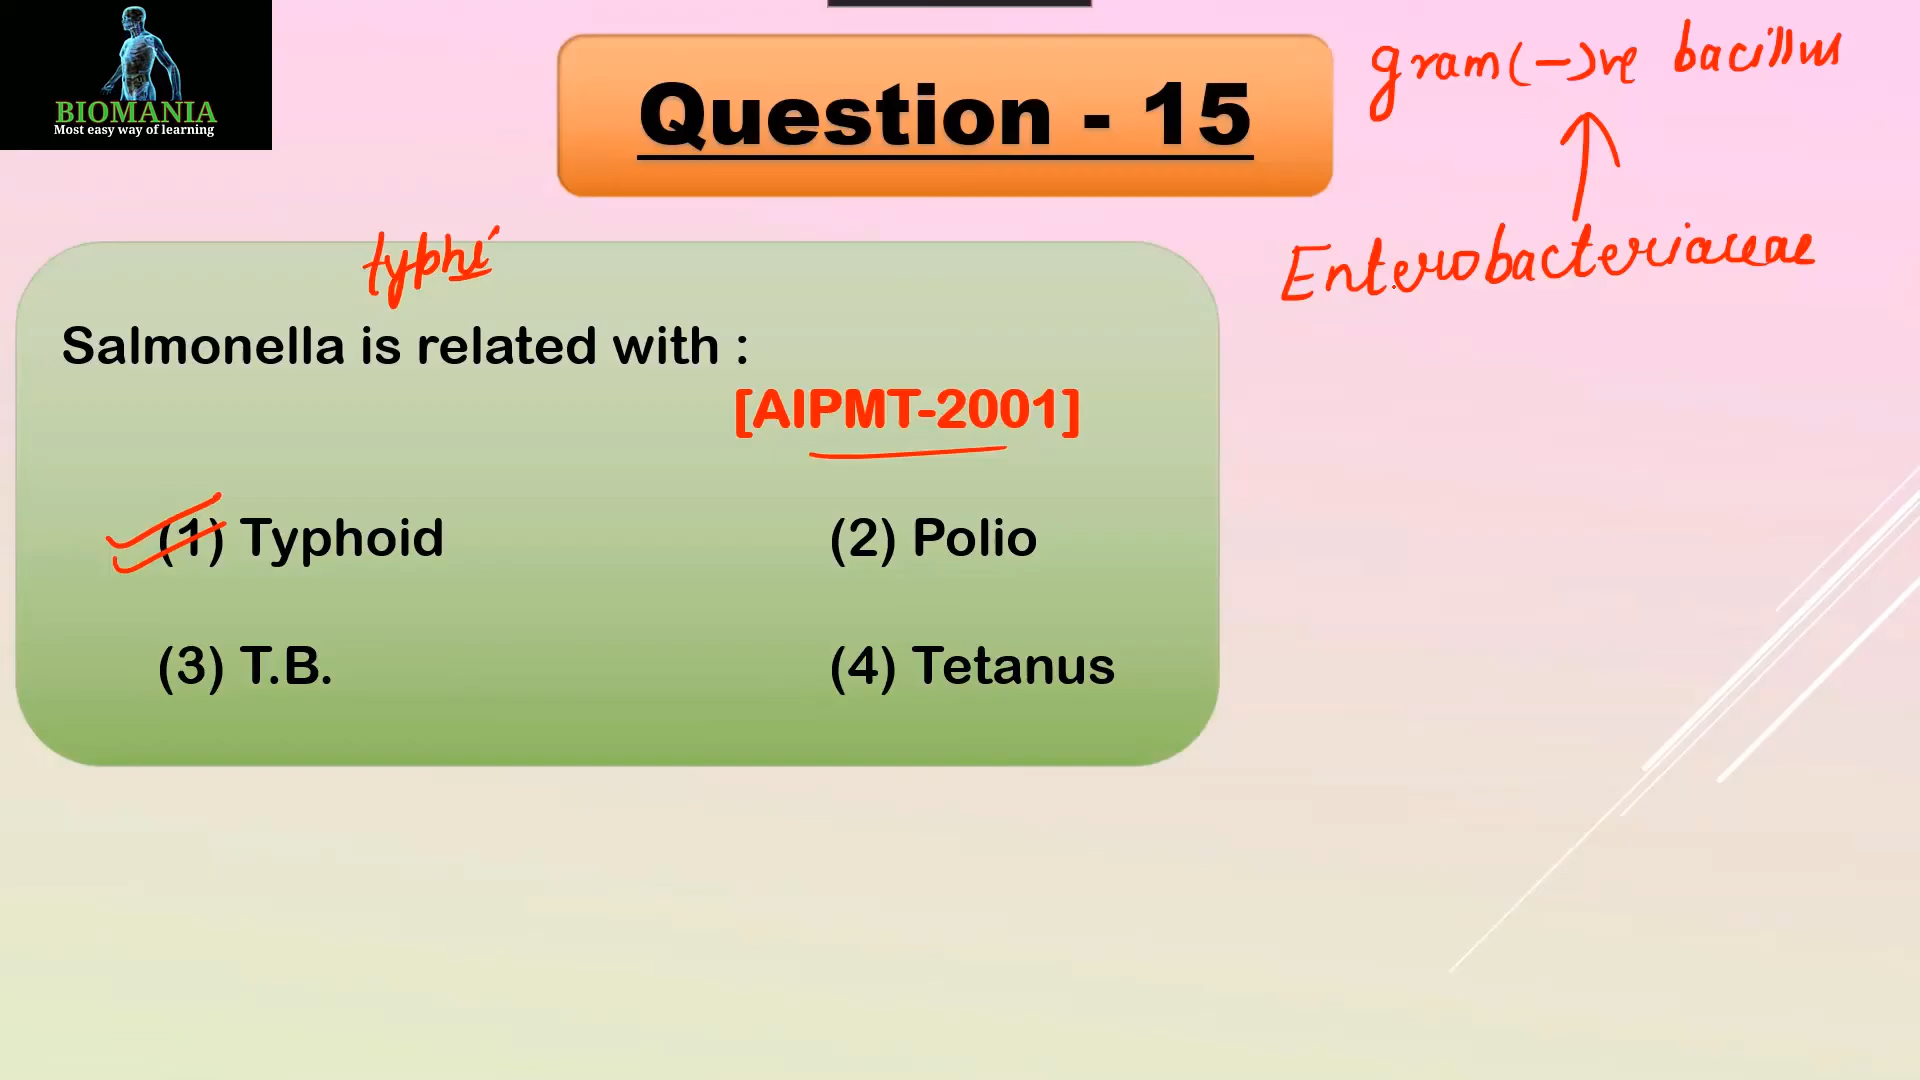 BIOMANIA
Most easy way of learning
Question - 15
gram (-)ve bacillus
Enterobacteriaceae
typhi
Salmonella is related with :
[AIPMT-2001]
(1) Typhoid
(2) Polio
(3) T.B.
(4) Tetanus